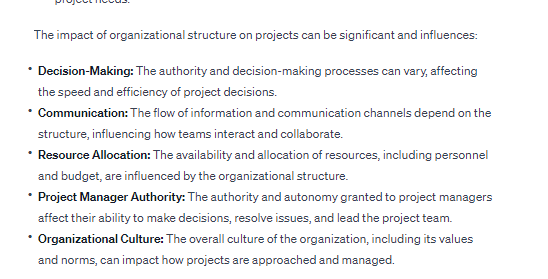 project needs.
The impact of organizational structure on projects can be significant and influences:
• Decision-Making: The authority and decision-making processes can vary, affecting
the speed and efficiency of project decisions.
• Communication: The flow of information and communication channels depend on the
structure, influencing how teams interact and collaborate.
• Resource Allocation: The availability and allocation of resources, including personnel
and budget, are influenced by the organizational structure.
• Project Manager Authority: The authority and autonomy granted to project managers
affect their ability to make decisions, resolve issues, and lead the project team.
• Organizational Culture: The overall culture of the organization, including its values
and norms, can impact how projects are approached and managed.